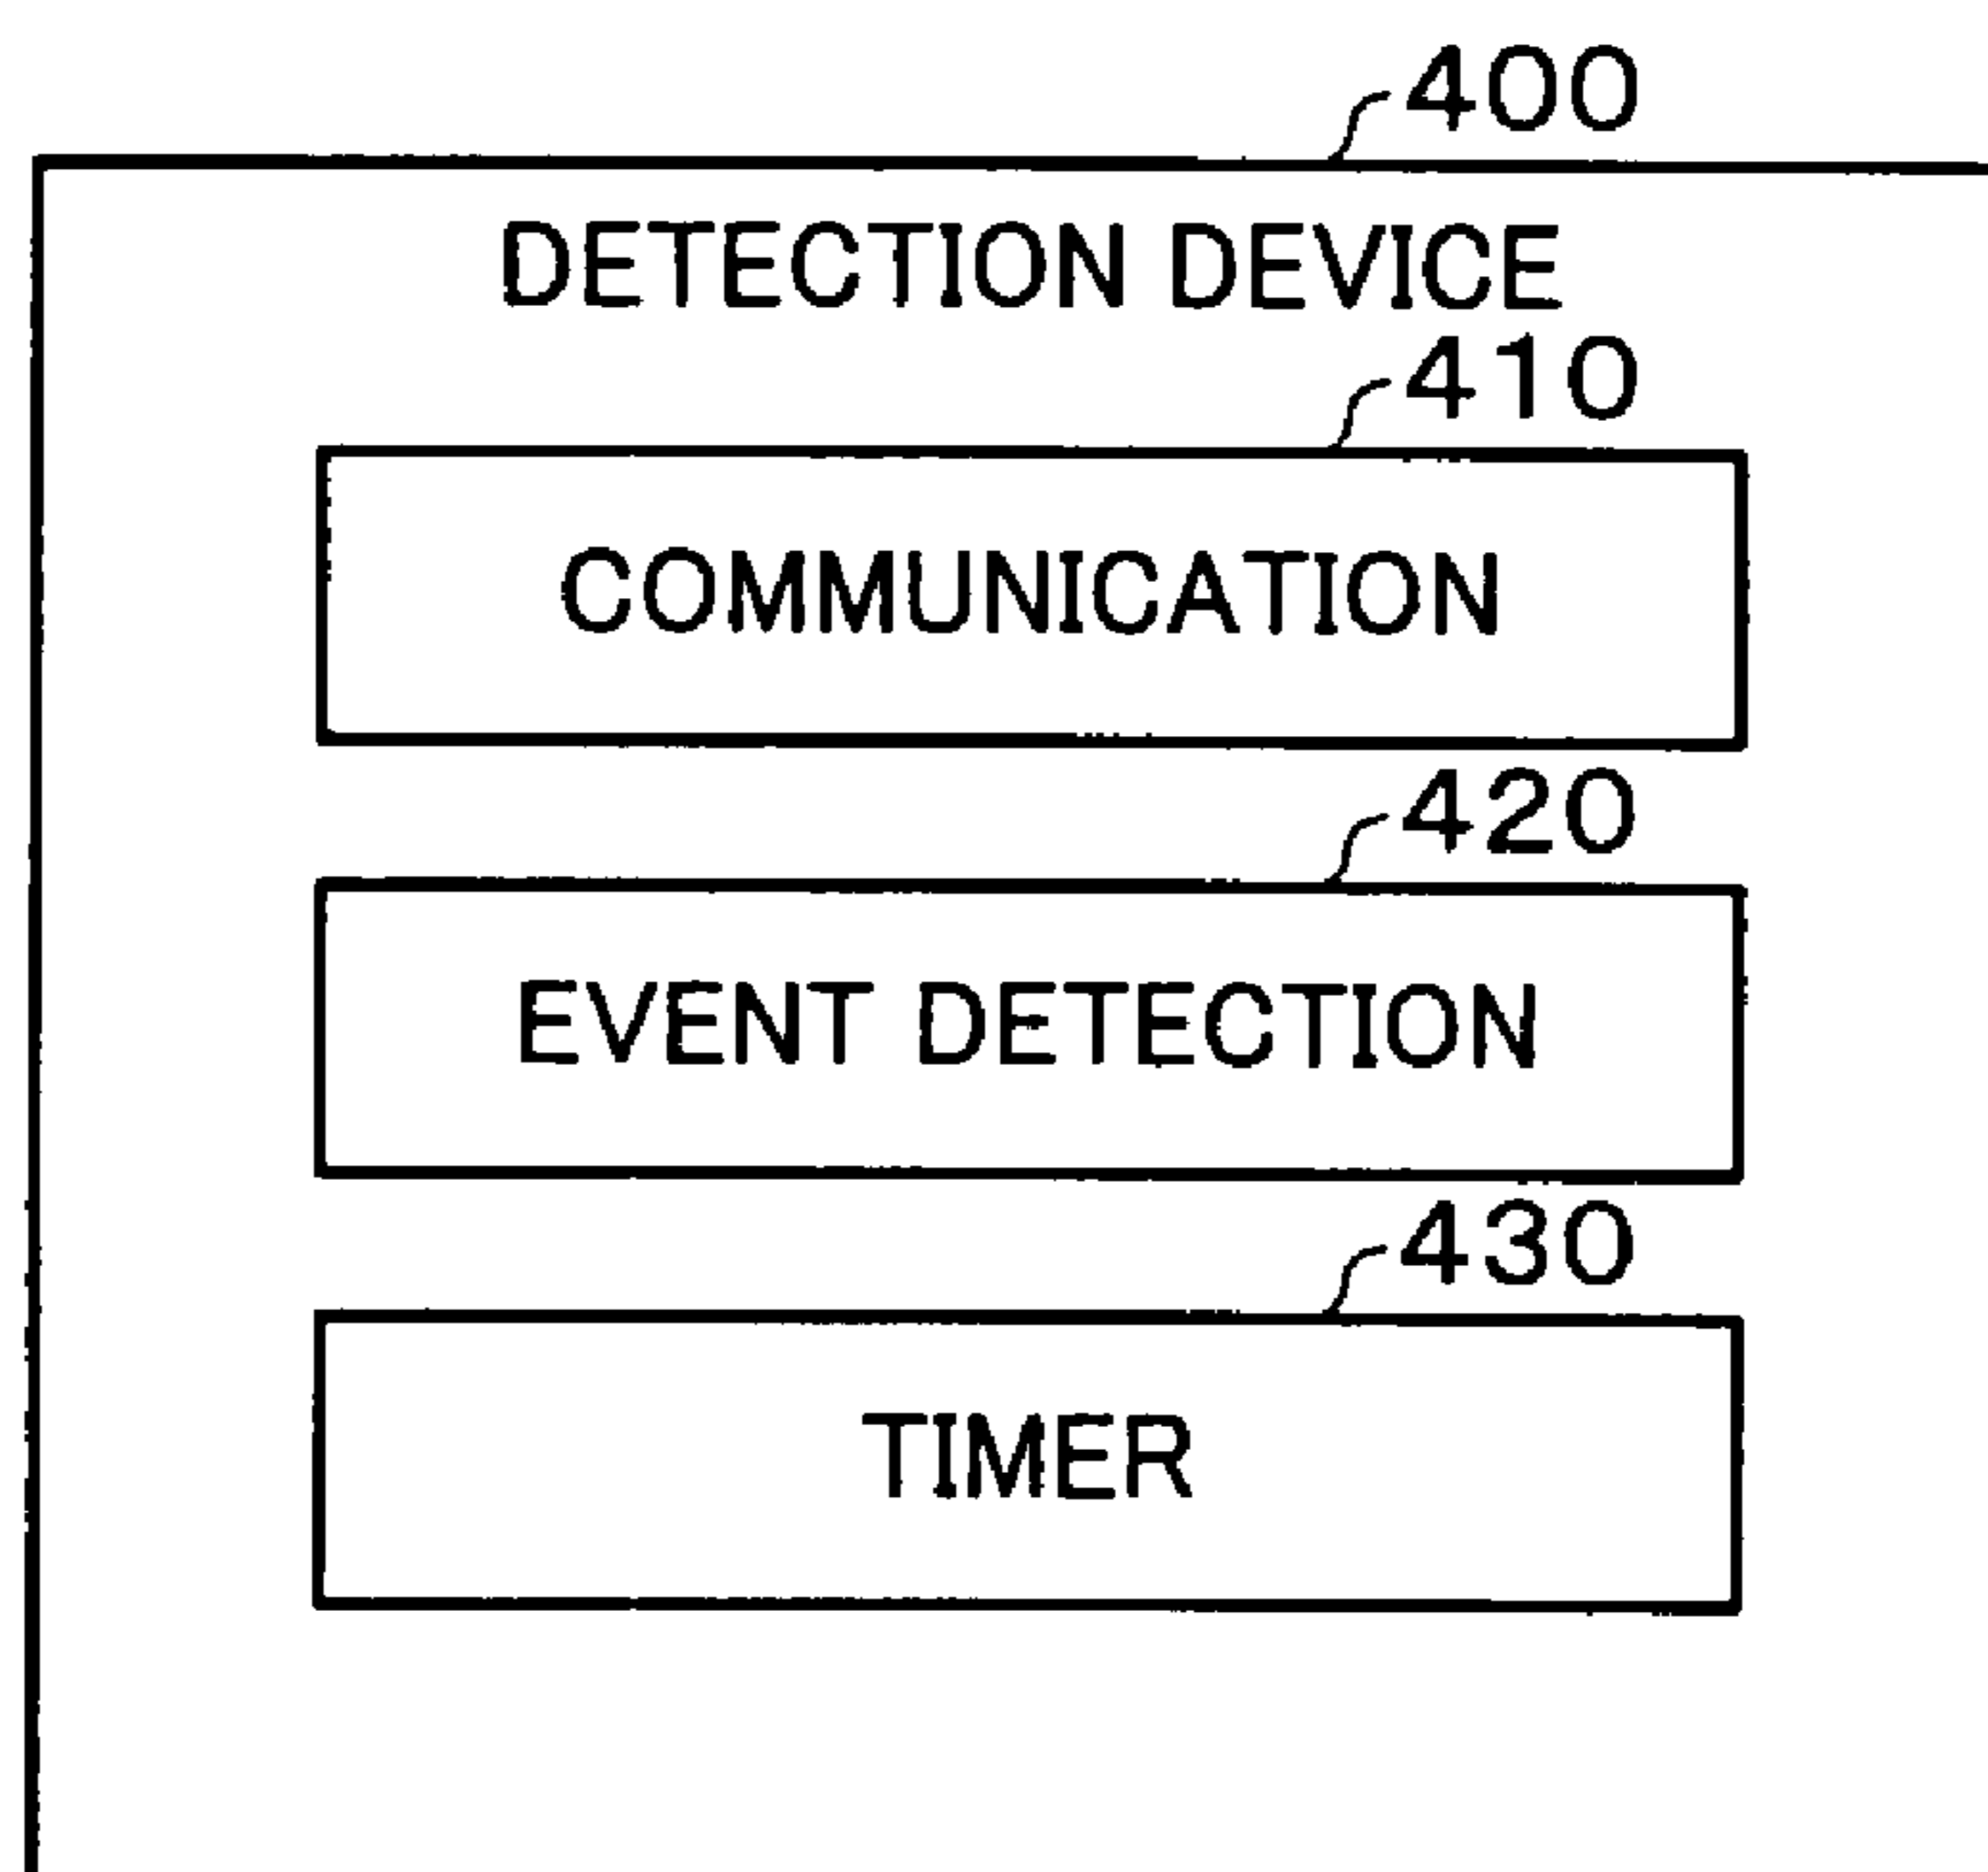 400
DETECTION DEVICE
410
COMMUNICATION
420
EVENT DETECTION
430
TIMER